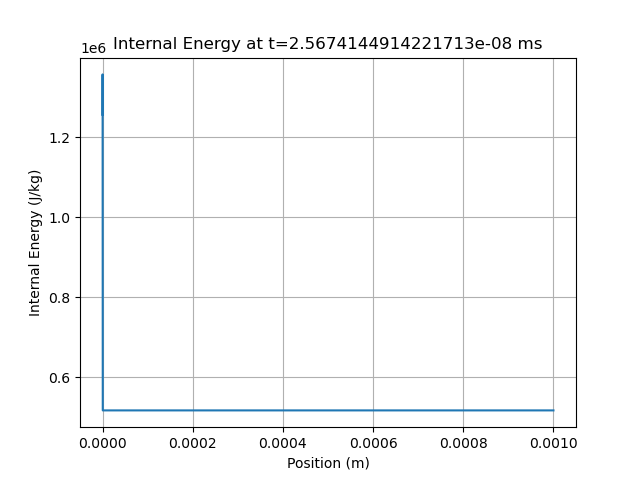 1e6
Internal Energy at t=2.5674144914221713e-08 ms
Internal Energy (J/kg)
1.2
1.0
0.8
0.6
0.0000 0.0002 0.0004 0.0006 0.0008 0.0010
Position (m)